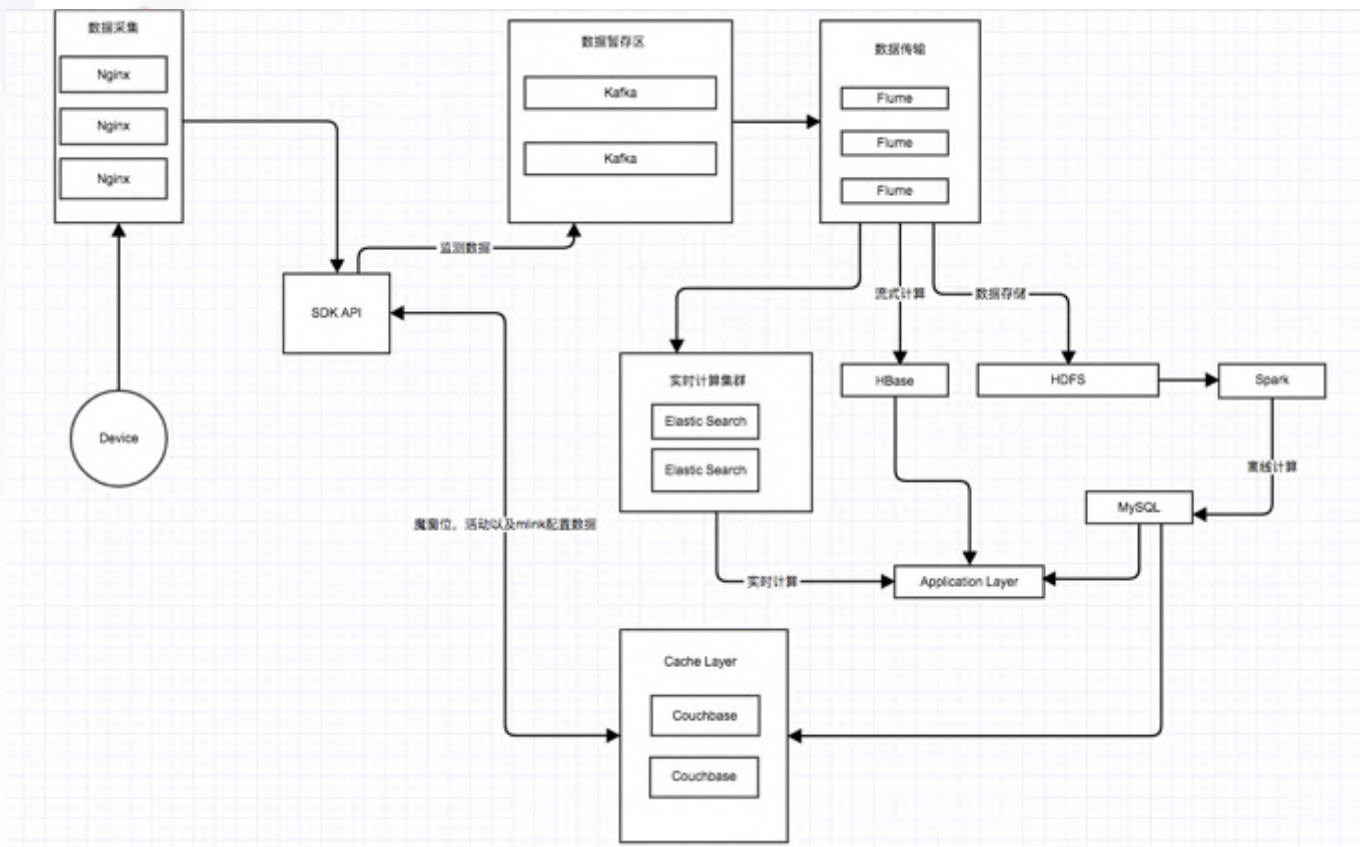 数据采集
Nginx
Nginx
Nginx
数据暂存区
Kafka
Kafka
数据传输
Flume
Flume
Flume
监测数据
SDK API
流式计算
数据存储
实时计算集群
Elastic Search
Elastic Search
HBase
HDFS
Spark
Device
离线计算
MySQL
魔窗位，活动以及mlink配置数据
实时计算
Application Layer
Cache Layer
Couchbase
Couchbase